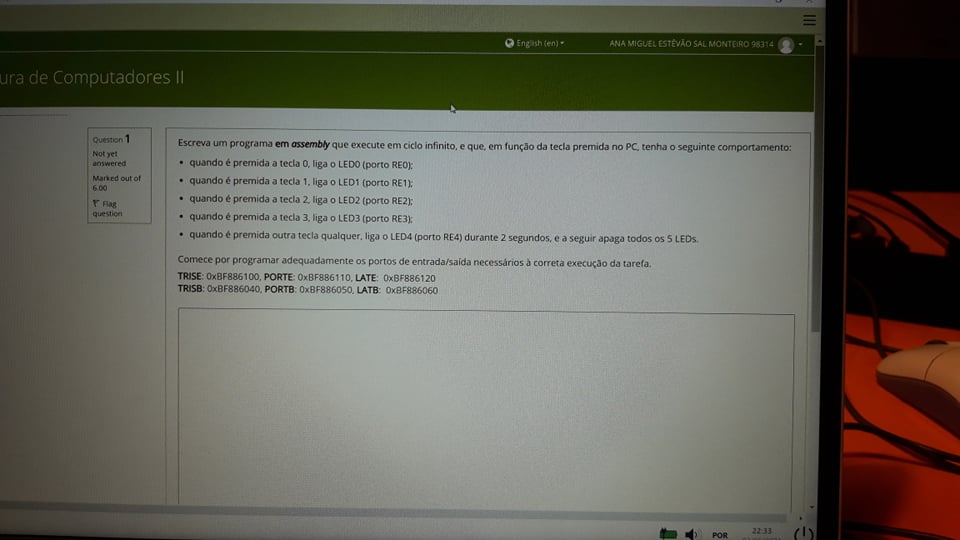 English (en)
ANA MIGUEL ESTÊVÃO SAL MONTEIRO 98314
ura de Computadores II
Question 1
Not yet
answered
Marked out of
6.00
Flag
question
Escreva um programa em assembly que execute em ciclo infinito, e que, em função da tecla premida no PC, tenha o seguinte comportamento:
• quando é premida a tecla 0, liga o LED0 (porto RE0);
• quando é premida a tecla 1, liga o LED1 (porto RE1);
• quando é premida a tecla 2, liga o LED2 (porto RE2);
• quando é premida a tecla 3, liga o LED3 (porto RE3);
• quando é premida outra tecla qualquer, liga o LED4 (porto RE4) durante 2 segundos, e a seguir apaga todos os 5 LEDs.
Comece por programar adequadamente os portos de entrada/saída necessários à correta execução da tarefa.
TRISE: 0xBF886100, PORTE: 0xBF886110, LATE: 0xBF886120
TRISB: 0xBF886040, PORTB: 0xBF886050, LATB: 0xBF886060
POR
22:33